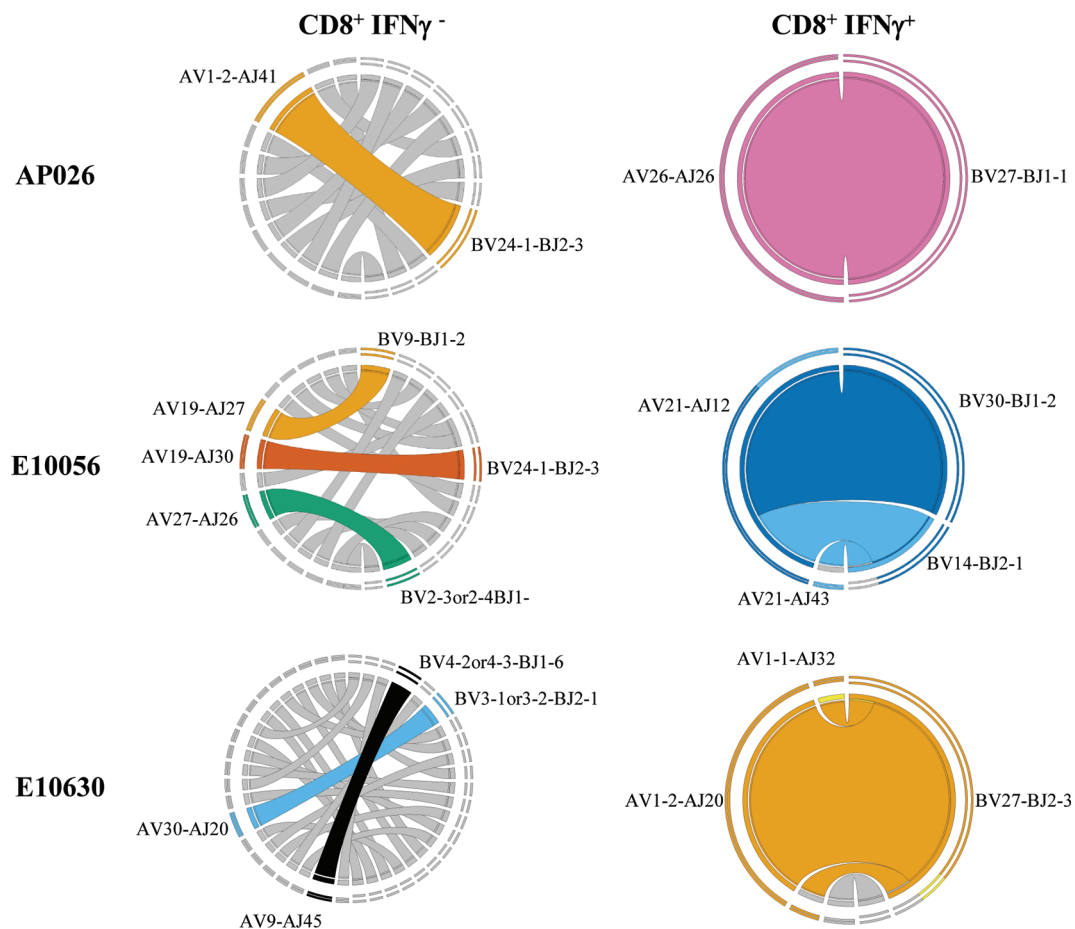 CD8⁺ IFNγ ⁻
CD8⁺ IFNγ⁺
AP026
AV1-2-AJ41
BV24-1-BJ2-3
AV26-AJ26
BV27-BJ1-1
E10056
BV9-BJ1-2
AV19-AJ27
AV19-AJ30
BV24-1-BJ2-3
AV27-AJ26
BV2-3or2-4BJ1-
AV21-AJ12
BV30-BJ1-2
BV14-BJ2-1
AV21-AJ43
E10630
BV4-2or4-3-BJ1-6
BV3-1or3-2-BJ2-1
AV30-AJ20
AV9-AJ45
AV1-1-AJ32
AV1-2-AJ20
BV27-BJ2-3